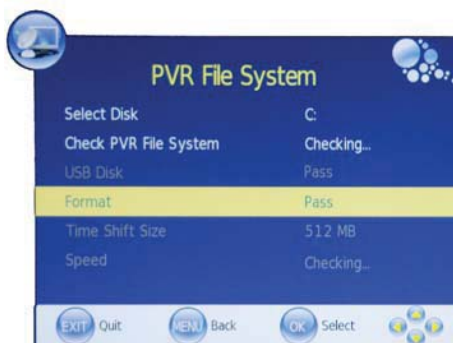 PVR File System
Select Disk C:
Check PVR File System Checking...
USB Disk Pass
Format Pass
Time Shift Size 512 MB
Speed Checking...
EXIT Quit MENU Back OK Select